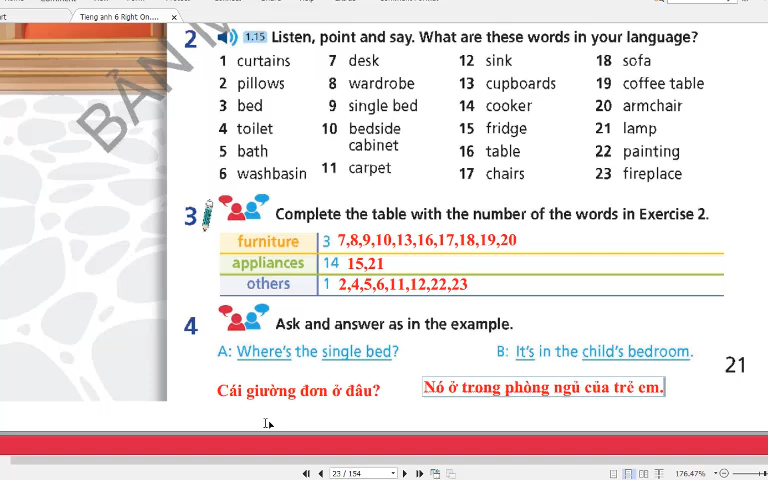 Tieng anh 6 Right On....
2 1.15 Listen, point and say. What are these words in your language?
1 curtains 7 desk 12 sink 18 sofa
2 pillows 8 wardrobe 13 cupboards 19 coffee table
3 bed 9 single bed 14 cooker 20 armchair
4 toilet 10 bedside cabinet 15 fridge 21 lamp
5 bath 16 table 22 painting
6 washbasin 11 carpet 17 chairs 23 fireplace
3 Complete the table with the number of the words in Exercise 2.
furniture 3 7,8,9,10,13,16,17,18,19,20
appliances 14 15,21
others 1 2,4,5,6,11,12,22,23
4 Ask and answer as in the example.
A: Where's the single bed? B: It's in the child's bedroom.
21
Cái giường đơn ở đâu? Nó ở trong phòng ngủ của trẻ em.
BẢN M
23 / 154 176.47%